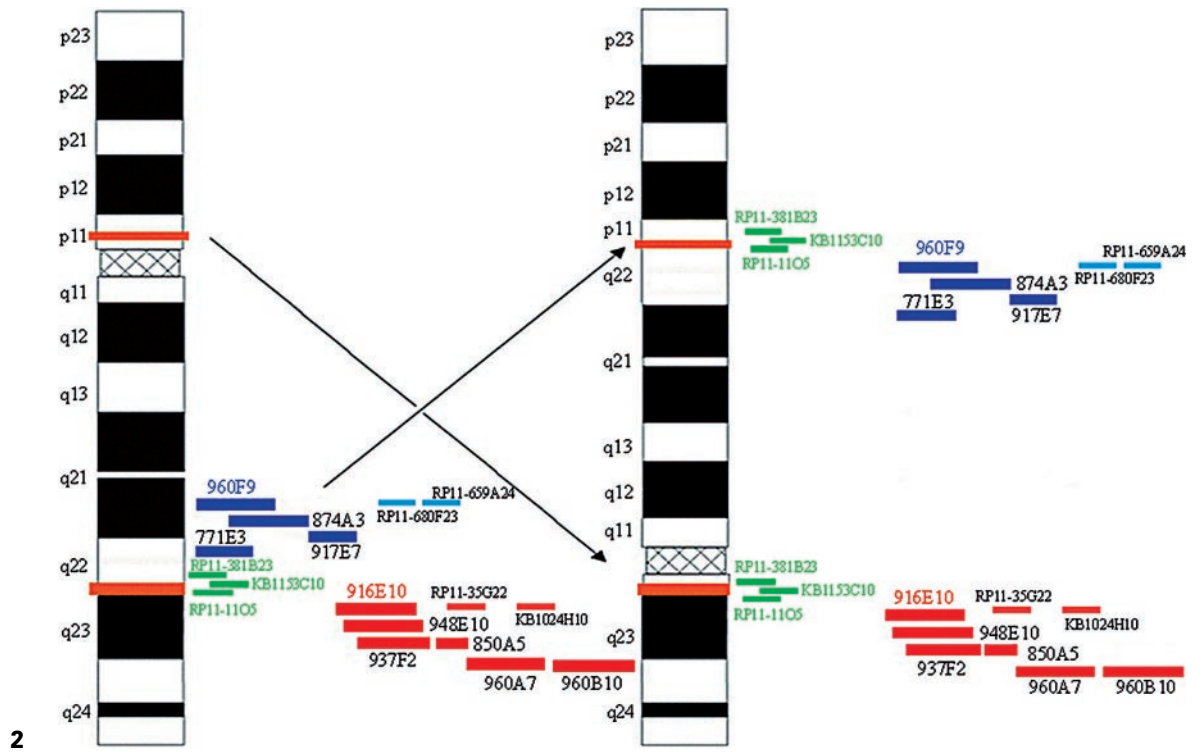 p23
p22
p21
p12
p11
q11
q12
q13
q21
q22
q23
q24
960F9
874A3
771E3
917E7
RP11-659A24
RP11-680F23
RP11-381B23
KB1153C10
RP11-11O5
916E10
RP11-35G22
KB1024H10
948E10
850A5
937F2
960A7
960B10
p23
p22
p21
p12
p11
q22
q21
q13
q12
q11
q23
q24
RP11-381B23
KB1153C10
RP11-11O5
960F9
874A3
771E3
917E7
RP11-659A24
RP11-680F23
RP11-381B23
KB1153C10
RP11-11O5
916E10
RP11-35G22
KB1024H10
948E10
850A5
937F2
960A7
960B10
2